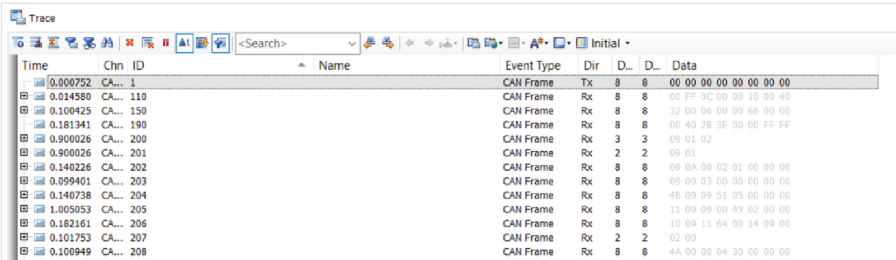 Trace
<Search> Initial
Time Chn ID Name Event Type Dir D... D... Data
0.000752 CA... 1 CAN Frame Tx 8 8 00 00 00 00 00 00 00 00
0.014580 CA... 110 CAN Frame Rx 8 8 00 FF 0C 00 00 10 00 40
0.100425 CA... 150 CAN Frame Rx 8 8 32 00 06 00 00 66 00 00
0.181341 CA... 190 CAN Frame Rx 8 8 00 40 28 3E 00 00 FF FF
0.900026 CA... 200 CAN Frame Rx 3 3 09 01 02
0.900026 CA... 201 CAN Frame Rx 2 2 09 01
0.140226 CA... 202 CAN Frame Rx 8 8 09 0A 09 02 01 00 00 00
0.099401 CA... 203 CAN Frame Rx 8 8 09 09 03 00 00 00 00 00
0.140738 CA... 204 CAN Frame Rx 8 8 4B 09 09 51 05 00 00 00
1.005053 CA... 205 CAN Frame Rx 8 8 11 09 09 00 49 02 00 00
0.182161 CA... 206 CAN Frame Rx 8 8 10 09 11 64 00 14 09 00
0.101753 CA... 207 CAN Frame Rx 2 2 02 00
0.100949 CA... 208 CAN Frame Rx 8 8 4A 00 00 04 30 00 00 00